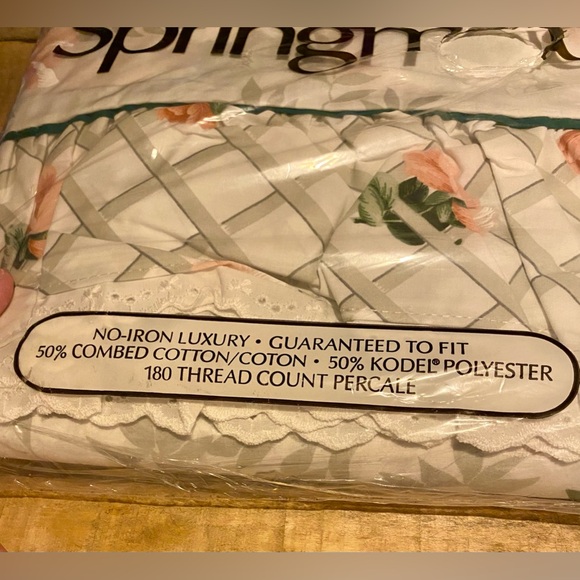 NO-IRON LUXURY • GUARANTEED TO FIT
50% COMBED COTTON/COTON • 50% KODEL® POLYESTER
180 THREAD COUNT PERCALE